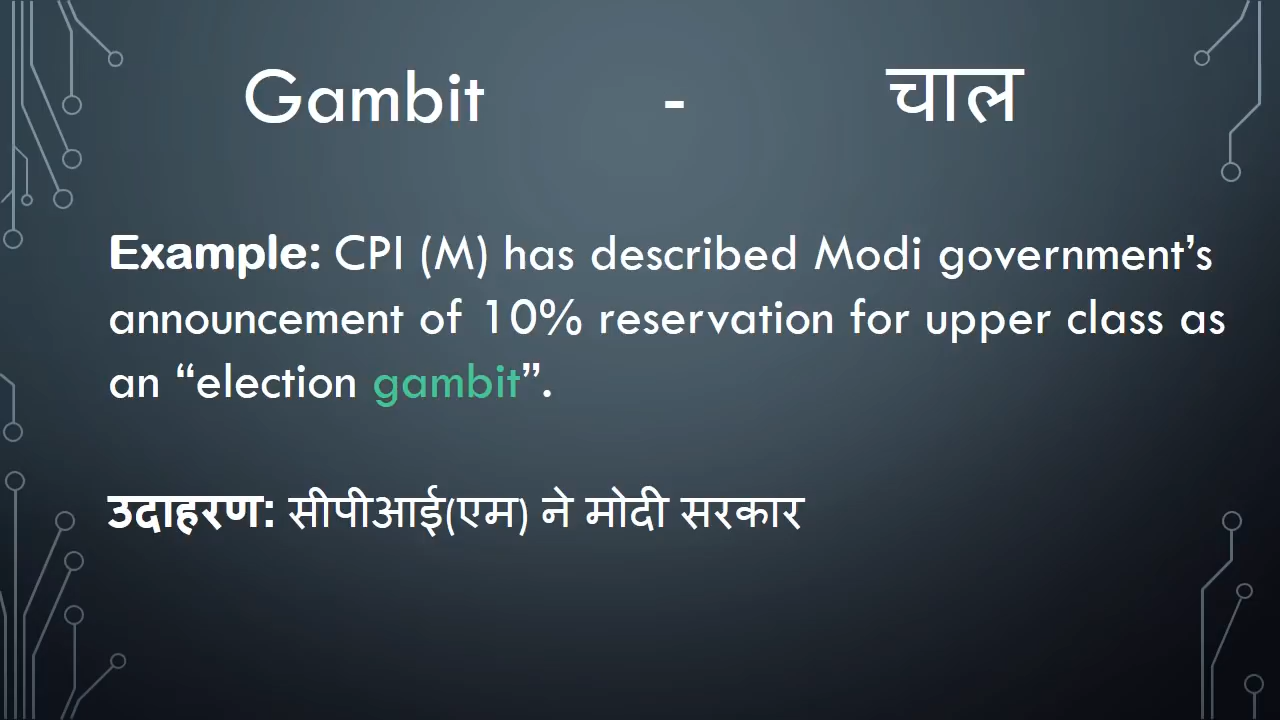 Gambit - चाल
Example: CPI (M) has described Modi government’s
announcement of 10% reservation for upper class as
an “election gambit”.
उदाहरण: सीपीआई(एम) ने मोदी सरकार